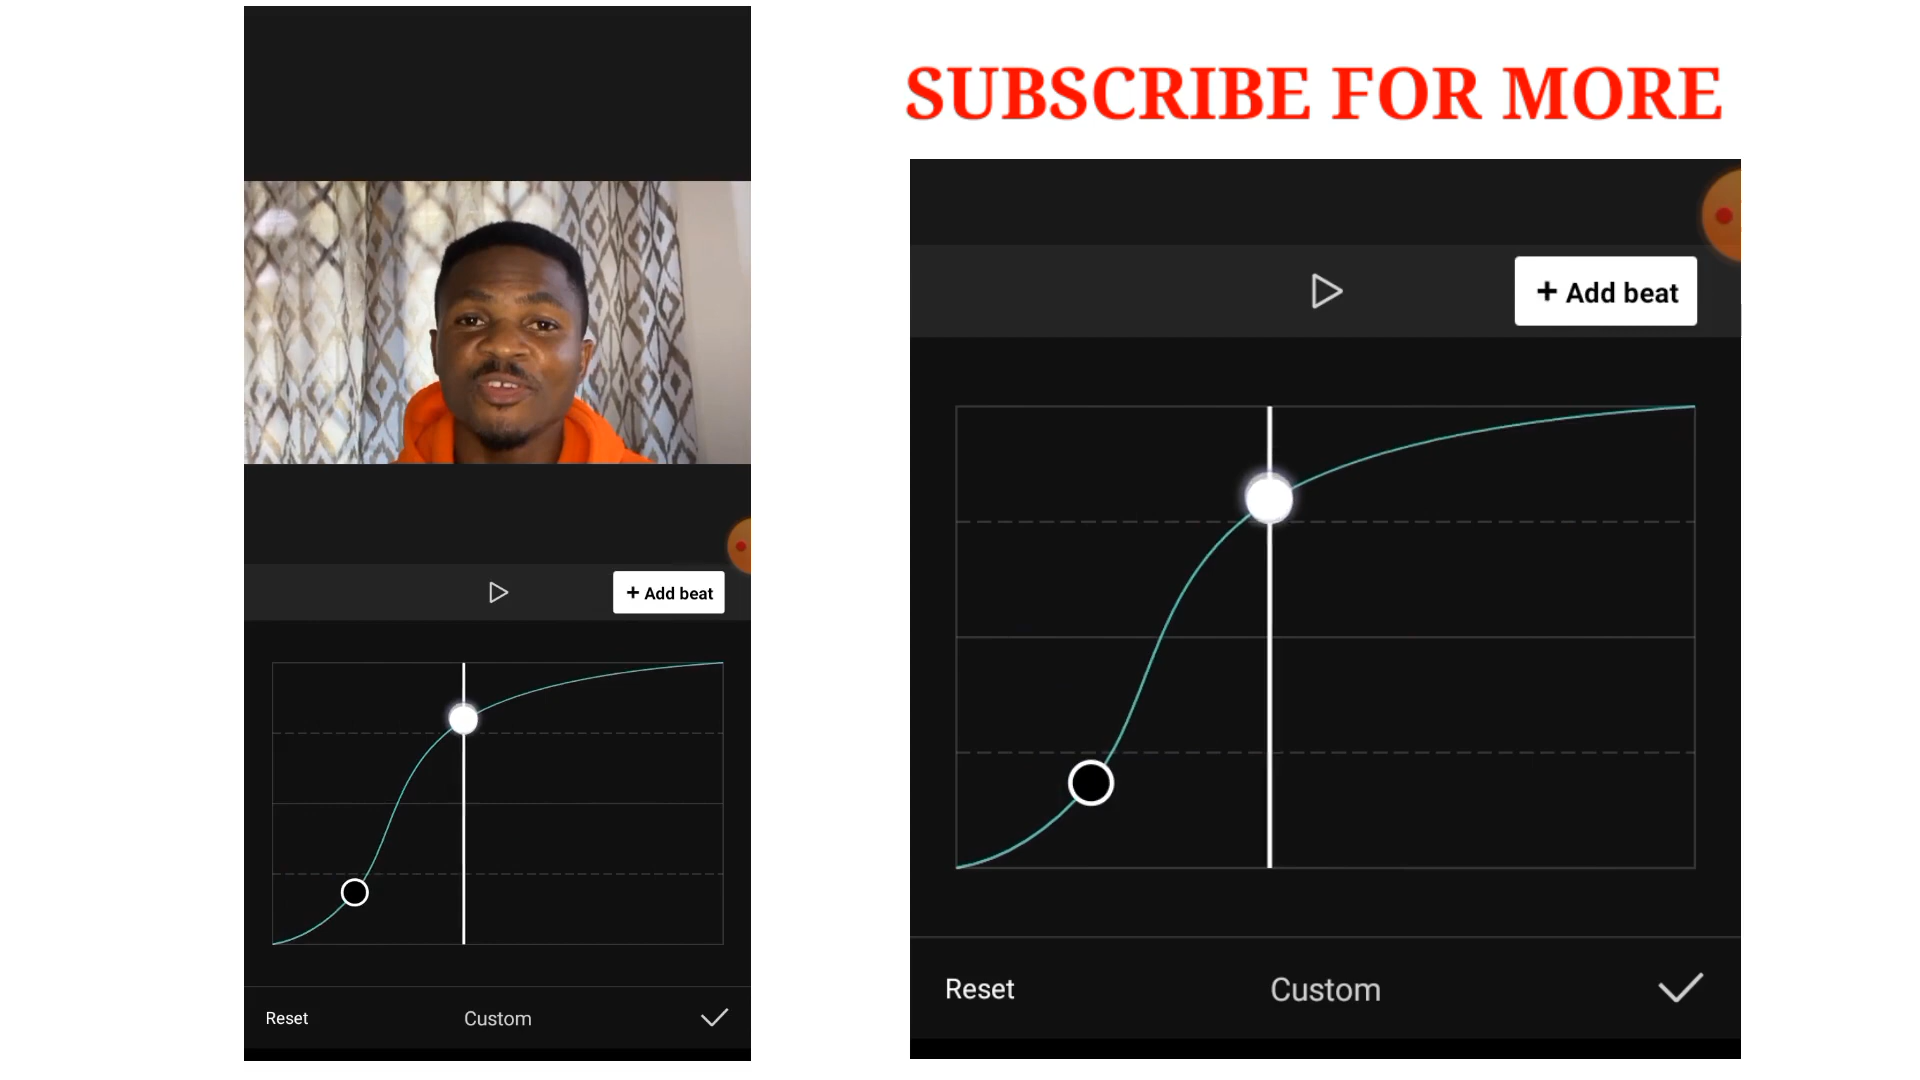 SUBSCRIBE FOR MORE
+ Add beat
Reset
Custom
+ Add beat
Reset
Custom